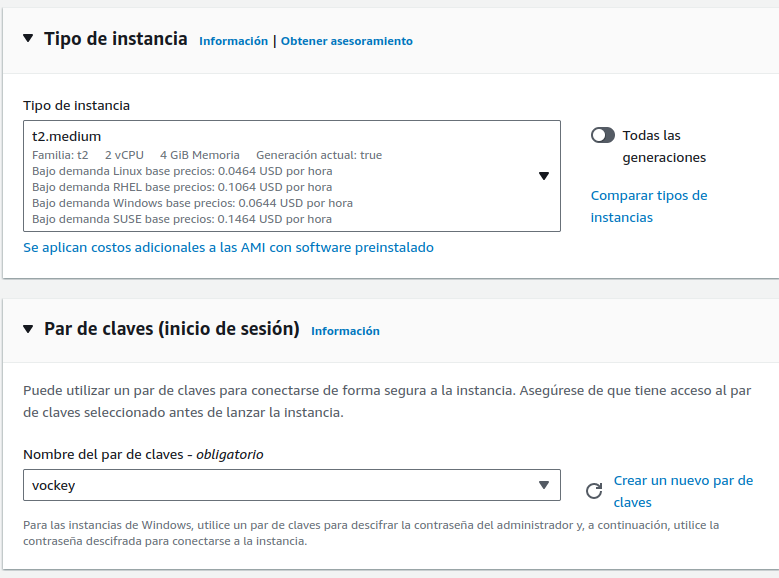 Tipo de instancia Información | Obtener asesoramiento
Tipo de instancia
t2.medium
Familia: t2 2 vCPU 4 GiB Memoria Generación actual: true
Bajo demanda Linux base precios: 0.0464 USD por hora
Bajo demanda RHEL base precios: 0.1064 USD por hora
Bajo demanda Windows base precios: 0.0644 USD por hora
Bajo demanda SUSE base precios: 0.1464 USD por hora
Todas las
generaciones
Comparar tipos de
instancias
Se aplican costos adicionales a las AMI con software preinstalado
Par de claves (inicio de sesión) Información
Puede utilizar un par de claves para conectarse de forma segura a la instancia. Asegúrese de que tiene acceso al par
de claves seleccionado antes de lanzar la instancia.
Nombre del par de claves - obligatorio
vockey
Crear un nuevo par de
claves
Para las instancias de Windows, utilice un par de claves para descifrar la contraseña del administrador y, a continuación, utilice la
contraseña descifrada para conectarse a la instancia.